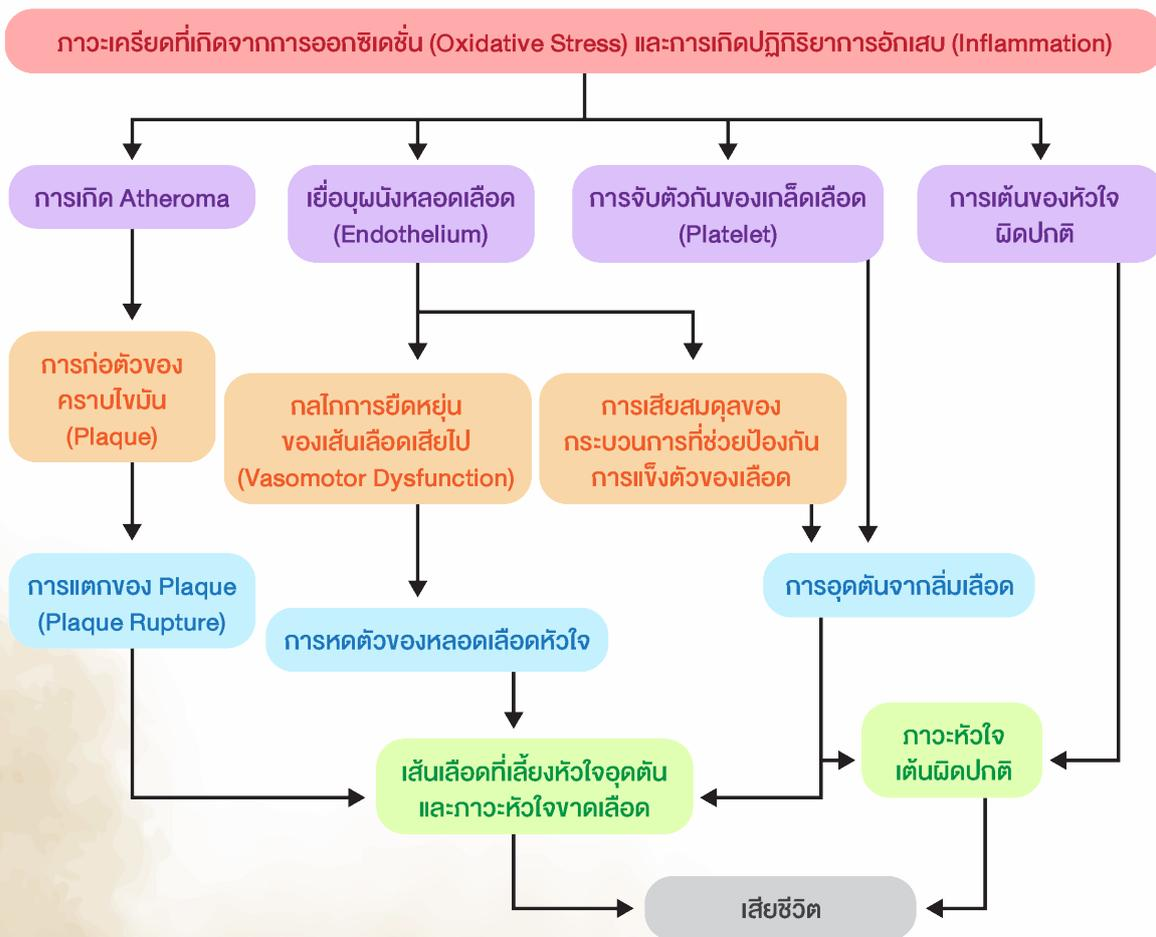 ภาวะเครียดที่เกิดจากการออกซิเดชั่น (Oxidative Stress) และการเกิดปฏิกิริยาการอักเสบ (Inflammation)
การเกิด Atheroma
เยื่อบุผนังหลอดเลือด
(Endothelium)
การจับตัวกันของเกล็ดเลือด
(Platelet)
การเต้นของหัวใจ
ผิดปกติ
การก่อตัวของ
คราบไขมัน
(Plaque)
กลไกการยืดหยุ่น
ของเส้นเลือดเสียไป
(Vasomotor Dysfunction)
การเสียสมดุลของ
กระบวนการที่ช่วยป้องกัน
การแข็งตัวของเลือด
การแตกของ Plaque
(Plaque Rupture)
การหดตัวของหลอดเลือดหัวใจ
การอุดตันจากลิ่มเลือด
เส้นเลือดที่เลี้ยงหัวใจอุดตัน
และภาวะหัวใจขาดเลือด
ภาวะหัวใจ
เต้นผิดปกติ
เสียชีวิต